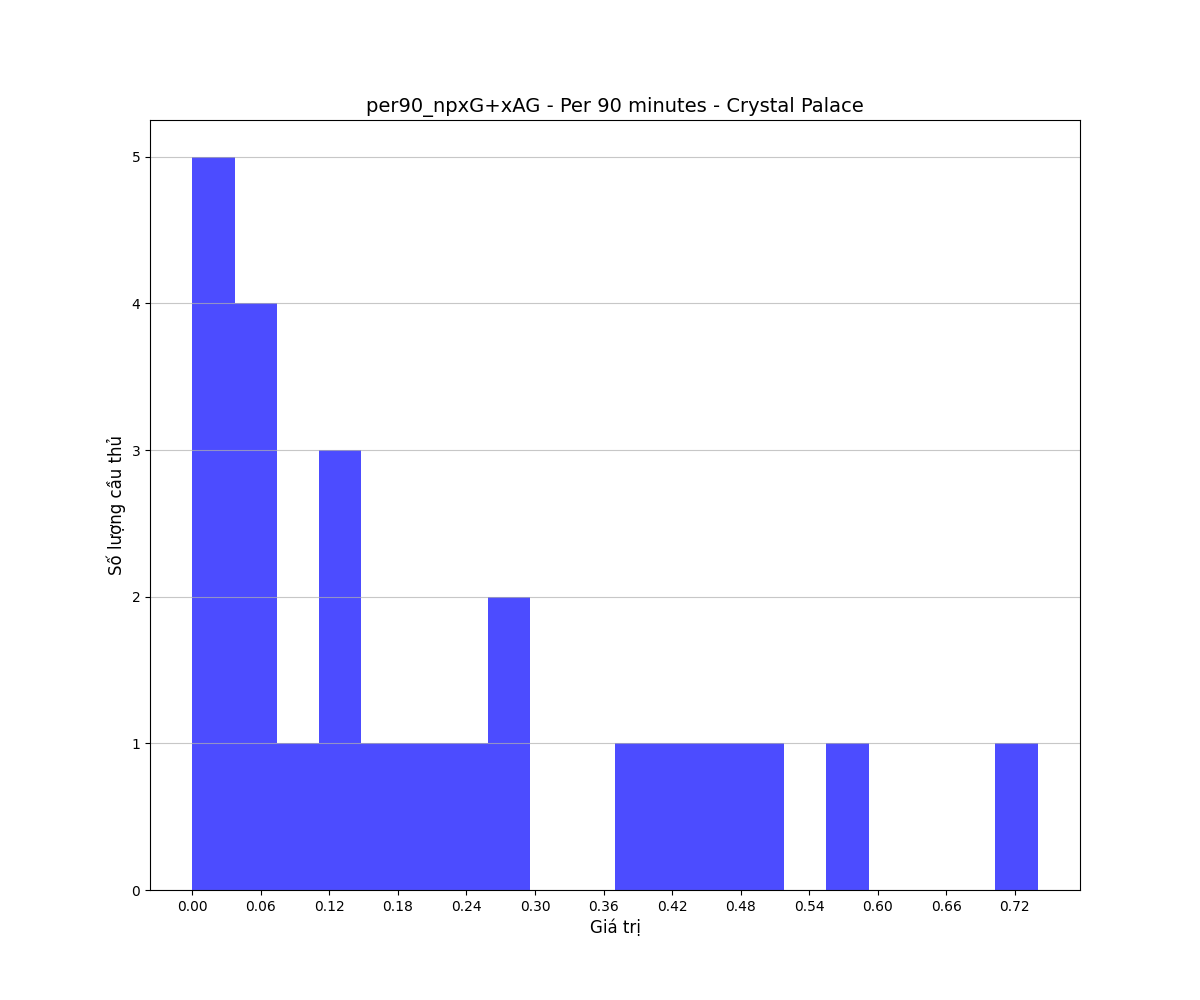 per90_npxG+xAG - Per 90 minutes - Crystal Palace
Số lượng cầu thủ
5
4
3
2
1
0
0.00 0.06 0.12 0.18 0.24 0.30 0.36 0.42 0.48 0.54 0.60 0.66 0.72
Giá trị